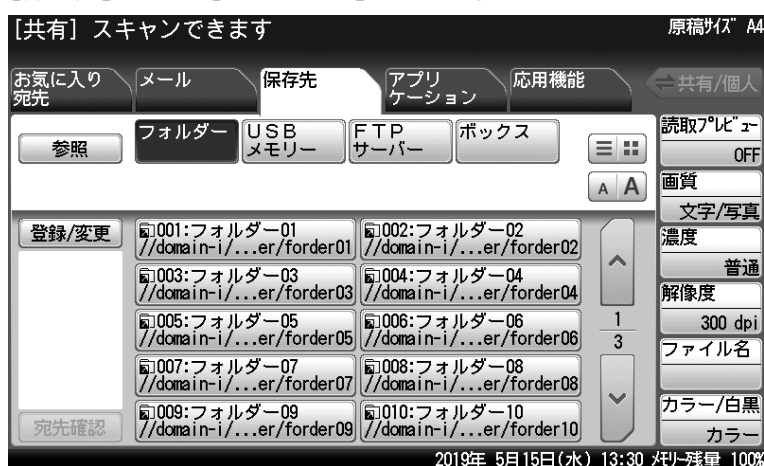 [共有] スキャンできます
原稿ｻｲｽﾞ A4
お気に入り
宛先
メール
保存先
アプリ
ケーション
応用機能
共有/個人
参照
フォルダー
USB
メモリー
FTP
サーバー
ボックス
A A
読取ﾌﾟﾚﾋﾞｭｰ
OFF
画質
文字/写真
濃度
普通
解像度
300 dpi
ファイル名
カラー/白黒
カラー
登録/変更
001:フォルダー01
//domain-i/...er/forder01
002:フォルダー02
//domain-i/...er/forder02
003:フォルダー03
//domain-i/...er/forder03
004:フォルダー04
//domain-i/...er/forder04
005:フォルダー05
//domain-i/...er/forder05
006:フォルダー06
//domain-i/...er/forder06
007:フォルダー07
//domain-i/...er/forder07
008:フォルダー08
//domain-i/...er/forder08
009:フォルダー09
//domain-i/...er/forder09
010:フォルダー10
//domain-i/...er/forder10
1
3
宛先確認
2019年 5月15日(水) 13:30 ﾒﾓﾘｰ残量 100%